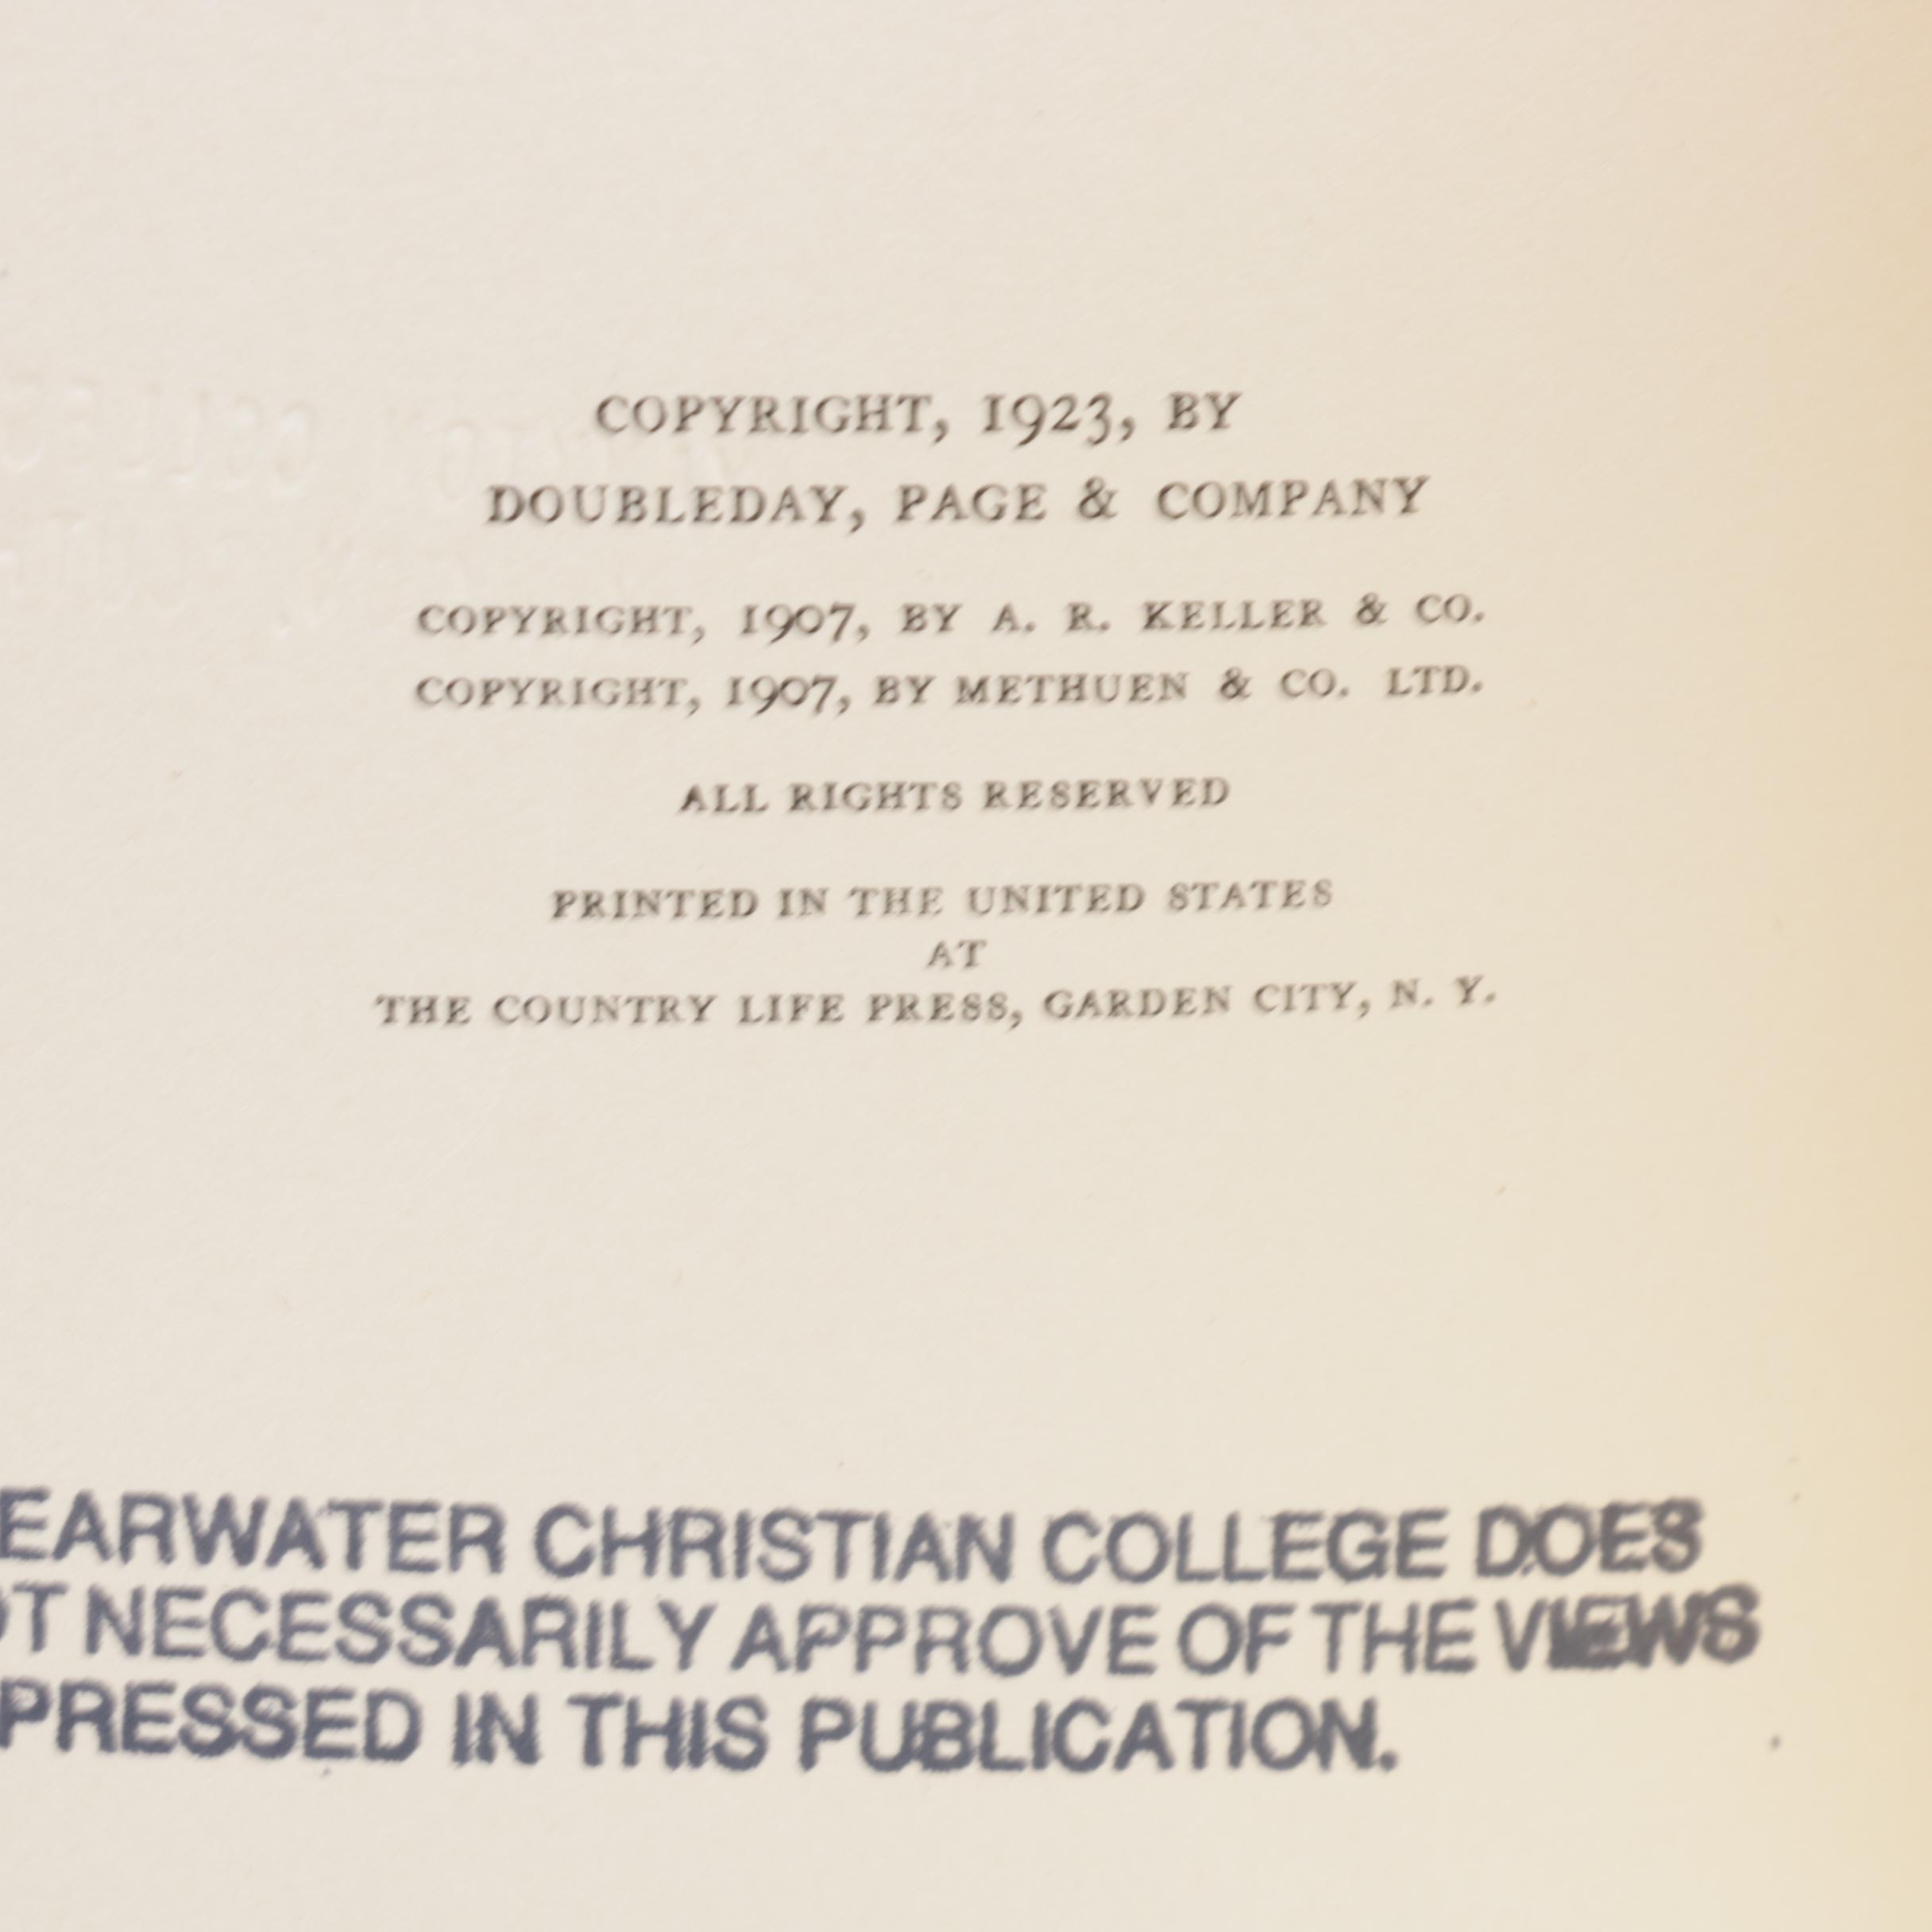 COPYRIGHT, 1923, BY
DOUBLEDAY, PAGE & COMPANY
COPYRIGHT, 1907, BY A. R. KELLER & CO.
COPYRIGHT, 1907, BY METHUEN & CO. LTD.
ALL RIGHTS RESERVED
PRINTED IN THE UNITED STATES
AT
THE COUNTRY LIFE PRESS, GARDEN CITY, N. Y.
EARWATER CHRISTIAN COLLEGE DOES
OT NECESSARILY APPROVE OF THE VIEWS
PRESSED IN THIS PUBLICATION.